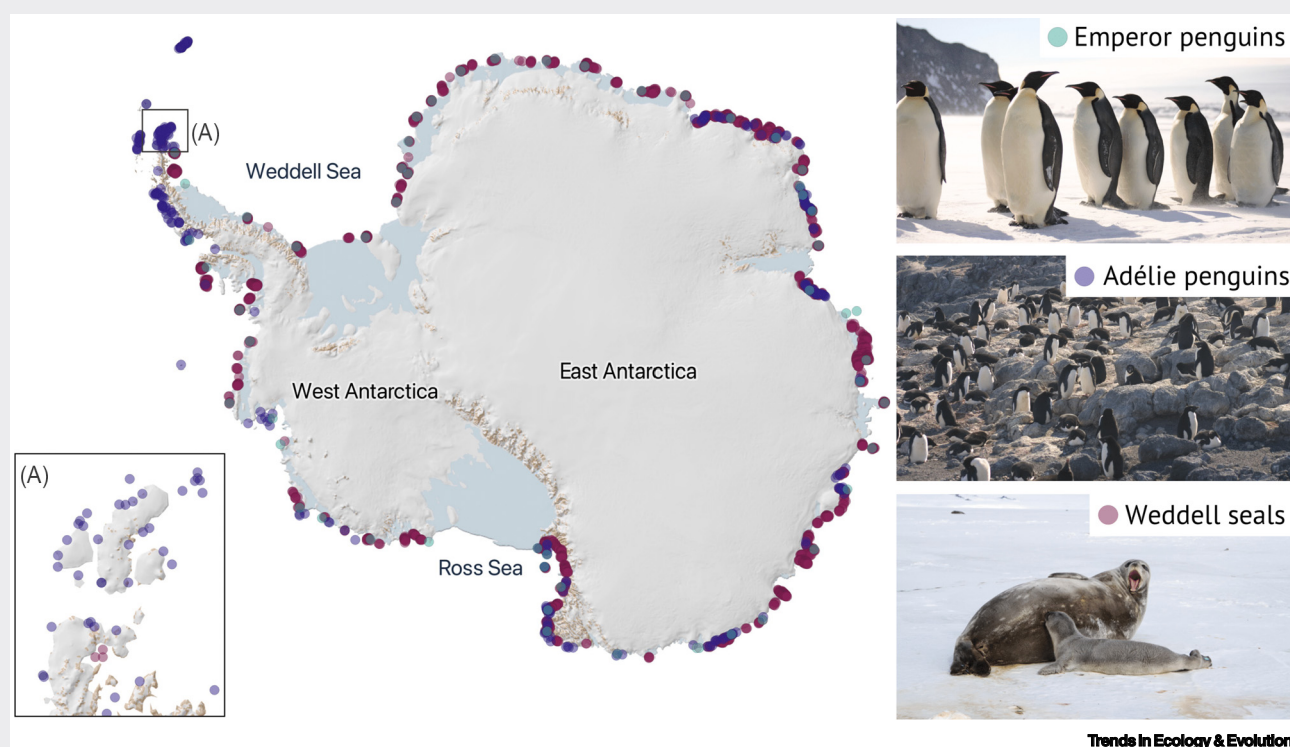 Emperor penguins
(A)
Weddell Sea
Adélie penguins
East Antarctica
West Antarctica
(A)
Weddell seals
Ross Sea
Trends in Ecology & Evolution